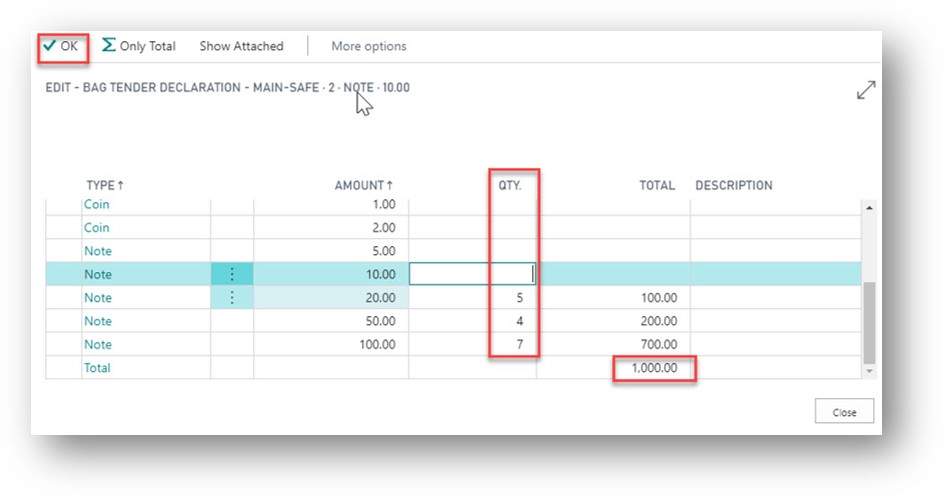 OK Σ Only Total Show Attached More options
EDIT - BAG TENDER DECLARATION - MAIN-SAFE · 2 · NOTE · 10.00
TYPE↑ AMOUNT↑ QTY. TOTAL DESCRIPTION
Coin 1.00
Coin 2.00
Note 5.00
Note 10.00
Note 20.00 5 100.00
Note 50.00 4 200.00
Note 100.00 7 700.00
Total 1,000.00
Close